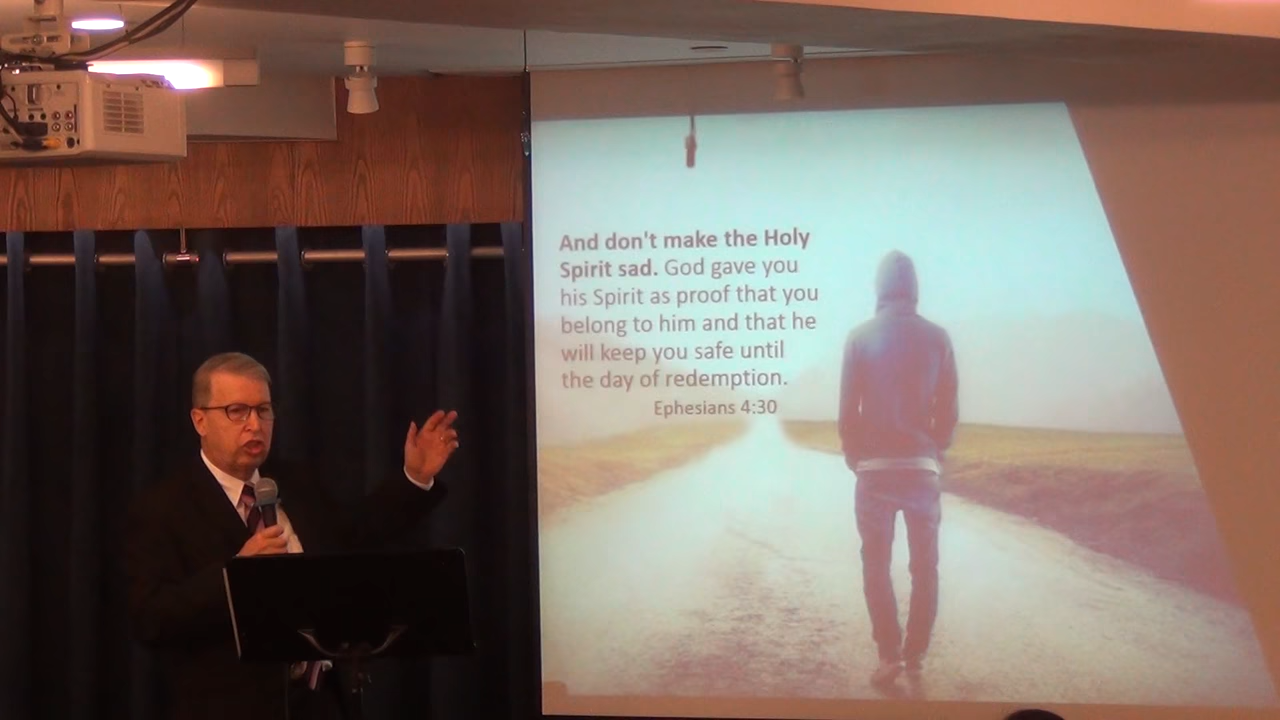 And don't make the Holy
Spirit sad. God gave you
his Spirit as proof that you
belong to him and that he
will keep you safe until
the day of redemption.
Ephesians 4:30